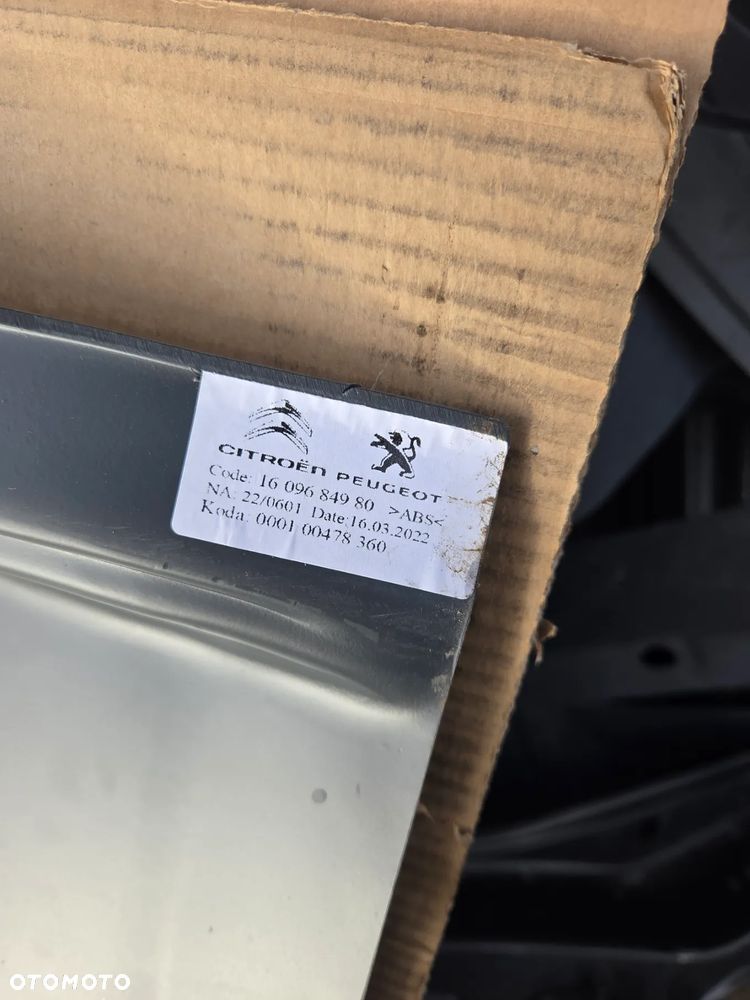 CITROËN PEUGEOT
Code: 16 096 849 80 >ABS<
NA: 22/0601 Date:16.03.2022
Koda: 0001 00478 360
OTOMOTO